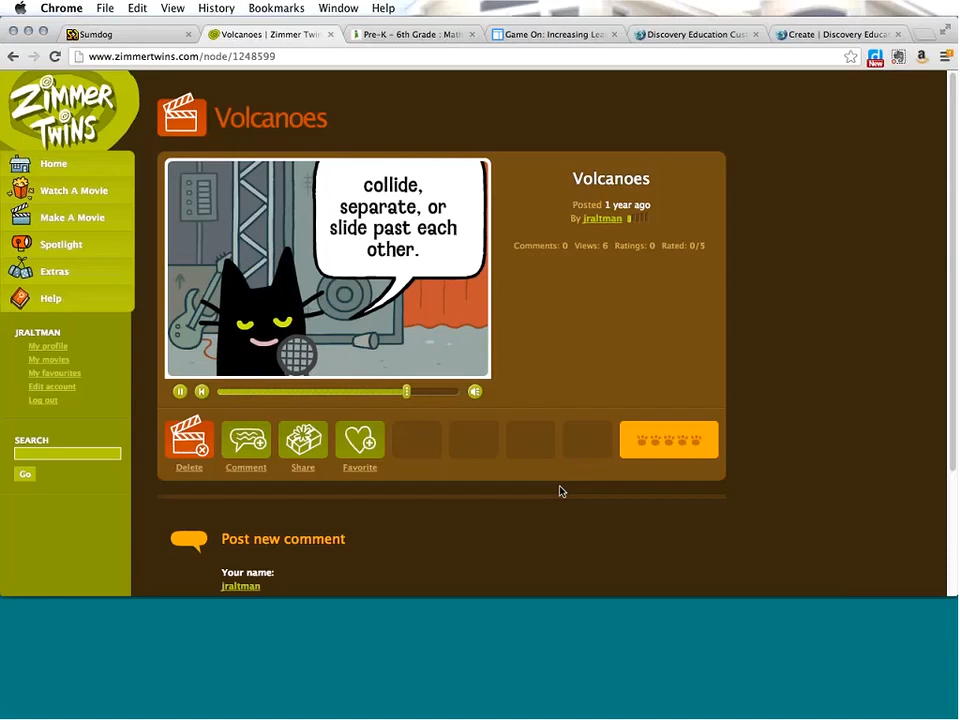 Chrome File Edit View History Bookmarks Window Help
Sumdog
Volcanoes | Zimmer Twin
Pre-K – 6th Grade : Math
Game On: Increasing Lea
Discovery Education Cus
Create | Discovery Educa
www.zimmertwins.com/node/1248599
New
ZIMMER
TWINS
Home
Watch A Movie
Make A Movie
Spotlight
Extras
Help
JRALTMAN
My profile
My movies
My favourites
Edit account
Log out
SEARCH
Go
Volcanoes
collide,
separate, or
slide past each
other.
Volcanoes
Posted 1 year ago
By jraltman
Comments: 0 Views: 6 Ratings: 0 Rated: 0/5
Delete
Comment
Share
Favorite
Post new comment
Your name:
jraltman